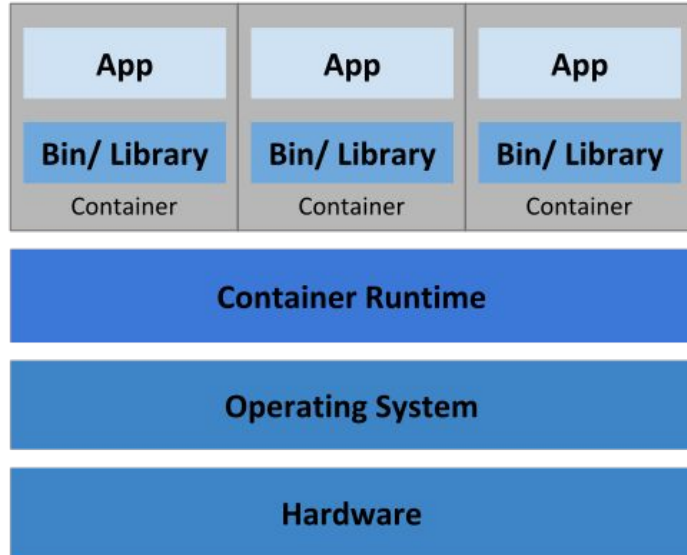 App App App
Bin/ Library Bin/ Library Bin/ Library
Container Container Container
Container Runtime
Operating System
Hardware